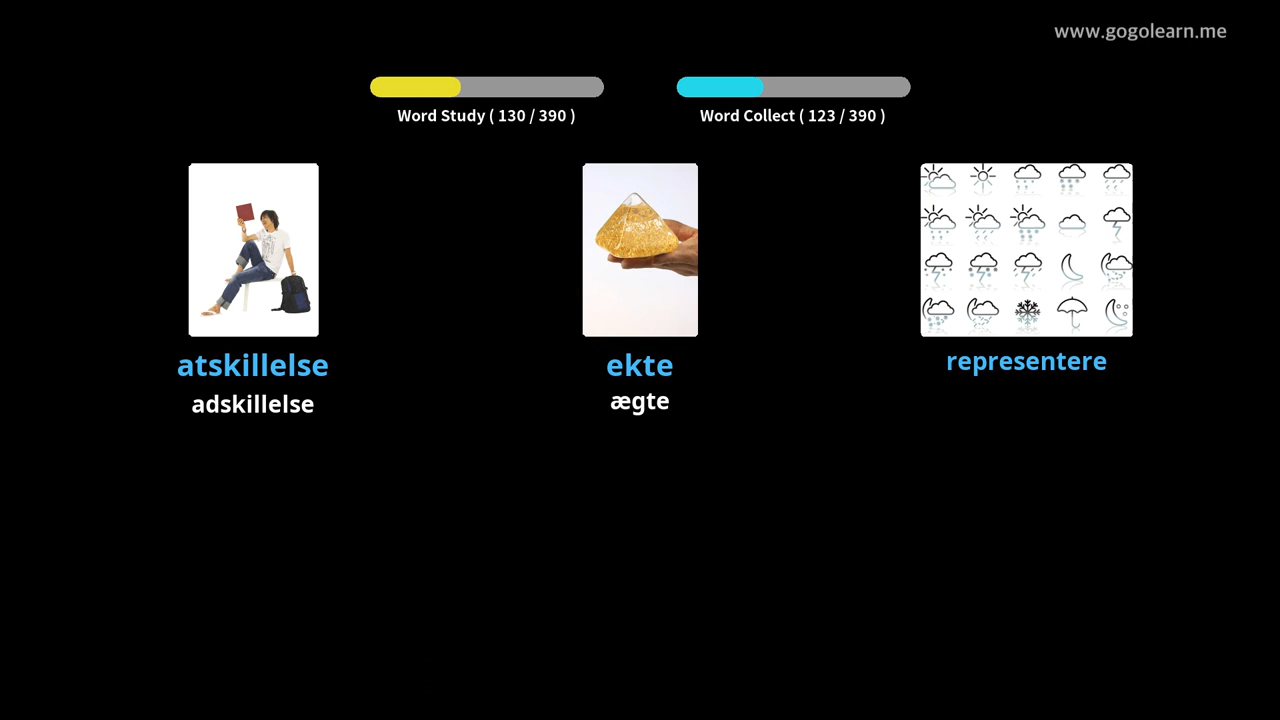 www.gogolearn.me
Word Study ( 130 / 390 )
Word Collect ( 123 / 390 )
atskillelse
adskillelse
ekte
ægte
representere